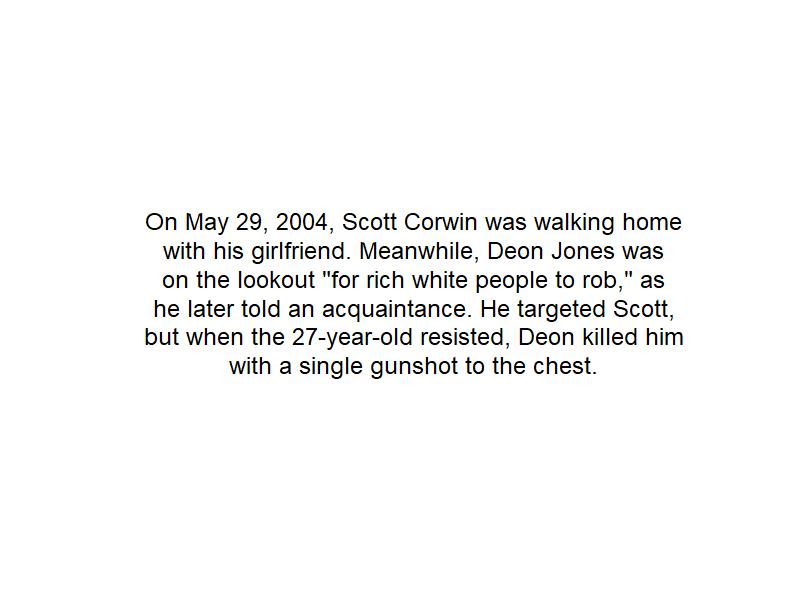 On May 29, 2004, Scott Corwin was walking home
with his girlfriend. Meanwhile, Deon Jones was
on the lookout "for rich white people to rob," as
he later told an acquaintance. He targeted Scott,
but when the 27-year-old resisted, Deon killed him
with a single gunshot to the chest.